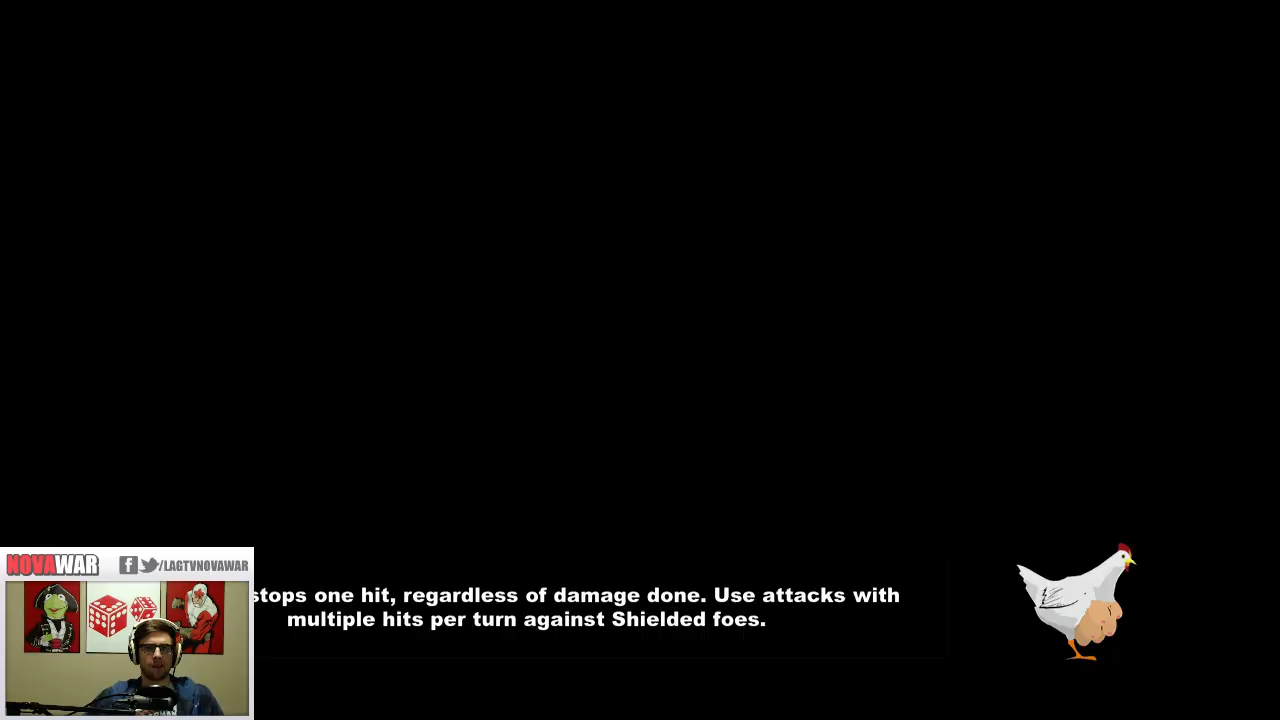 NOVAWAR
/LAGTVNOVAWAR
stops one hit, regardless of damage done. Use attacks with
multiple hits per turn against Shielded foes.